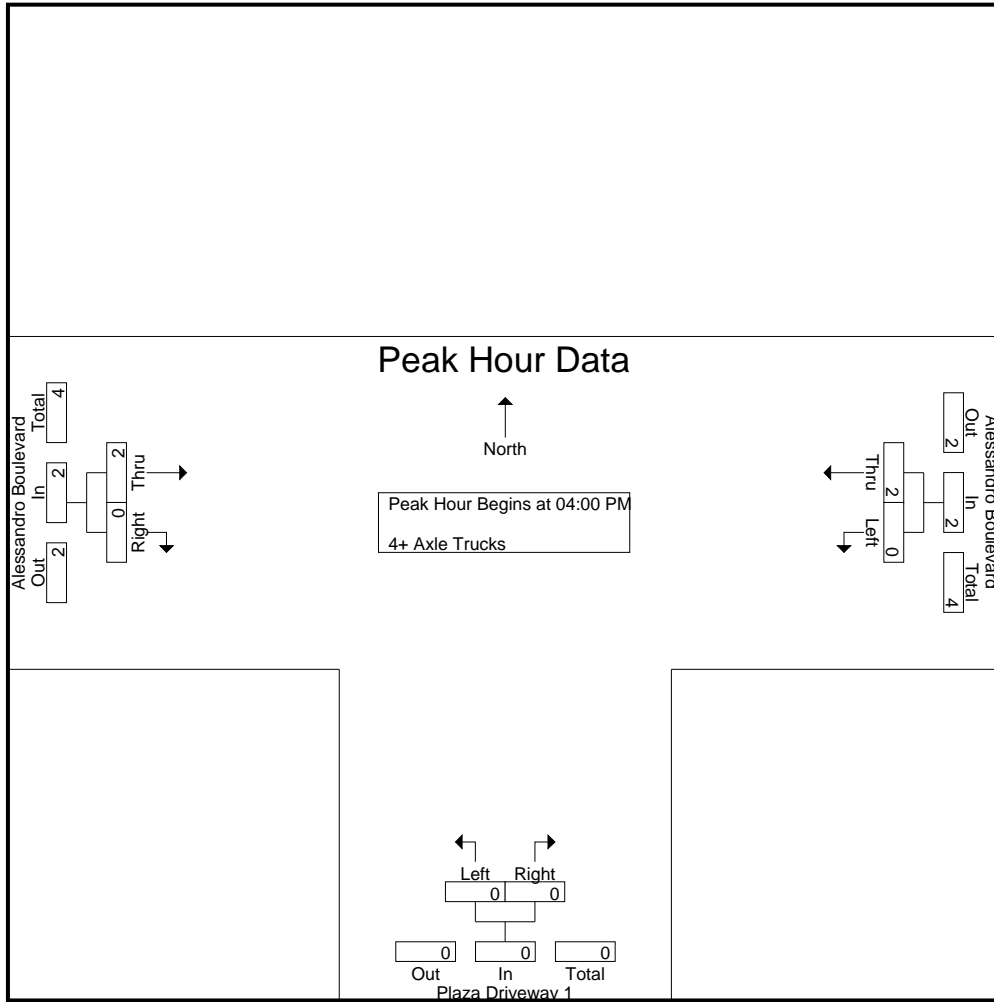 Peak Hour Data
North
Peak Hour Begins at 04:00 PM
4+ Axle Trucks
Alessandro Boulevard
Out
In
Total
2
2
4
Right
Thru
0
2
Alessandro Boulevard
Out
In
Total
2
2
4
Thru
Left
2
0
Left
Right
0
0
0
0
0
Out
In
Total
Plaza Driveway 1